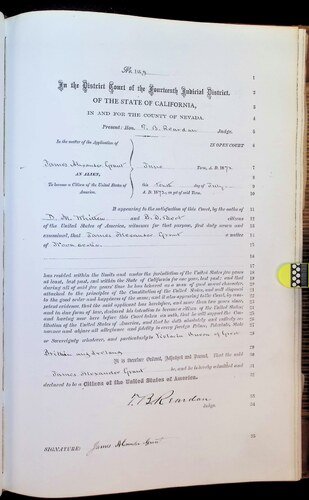 In the District Court of the Fourteenth Judicial District,
OF THE STATE OF CALIFORNIA,
IN AND FOR THE COUNTY OF NEVADA.
Present: Hon. T. B. Reardon Judge.
In the matter of the Application of
IN OPEN COURT
James Alexander Grant
June Term, A. D. 187
AN ALIEN,
To become a Citizen of the United States of America.
A. D. 187 , as yet of said Term.
It appearing to the satisfaction of this Court, by the oaths of
D. M. and citizens
of the United States of America, witnesses for that purpose, first duly sworn and
examined, that James Alexander Grant a native
of Nova Scotia
has resided within the limits and under the jurisdiction of the United States five years
at least, last past, and within the State of California for one year, last past; and that
during all of said five years' time he has behaved as a man of good moral character,
attached to the principles of the Constitution of the United States, and well disposed
to the good order and happiness of the same; and it also appearing to the Court, by com-
petent evidence, that the said applicant has heretofore, and more than two years since,
and in due form of law, declared his intention to become a citizen of the United States,
and having now here before this Court taken an oath, that he will support the Con-
stitution of the United States of America, and that he doth absolutely and entirely re-
nounce and abjure all allegiance and fidelity to every foreign Prince, Potentate, State
or Sovereignty whatever, and particularly to Victoria Queen of Great
Brittain and Ireland
It is therefore Ordered, Adjudged and Decreed, That the said
James Alexander Grant be, and he is hereby admitted and
declared to be a Citizen of the United States of America.
T. B. Reardon
Judge.
SIGNATURE: James Alexander Grant